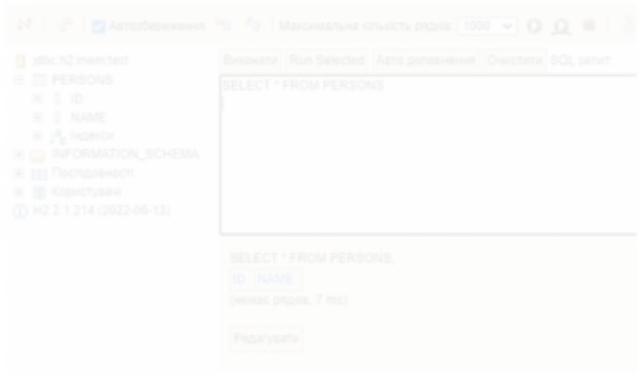 Автозбереження Максимальна кількість рядків: 1000
jdbc:h2:mem:test
PERSONS
ID
NAME
Індекси
INFORMATION_SCHEMA
Послідовності
Користувачі
H2 2.1.214 (2022-06-13)
Виконати Run Selected Авто доповнення Очистити SQL запит:
SELECT * FROM PERSONS
SELECT * FROM PERSONS;
ID NAME
(немає рядків, 7 ms)
Редагувати